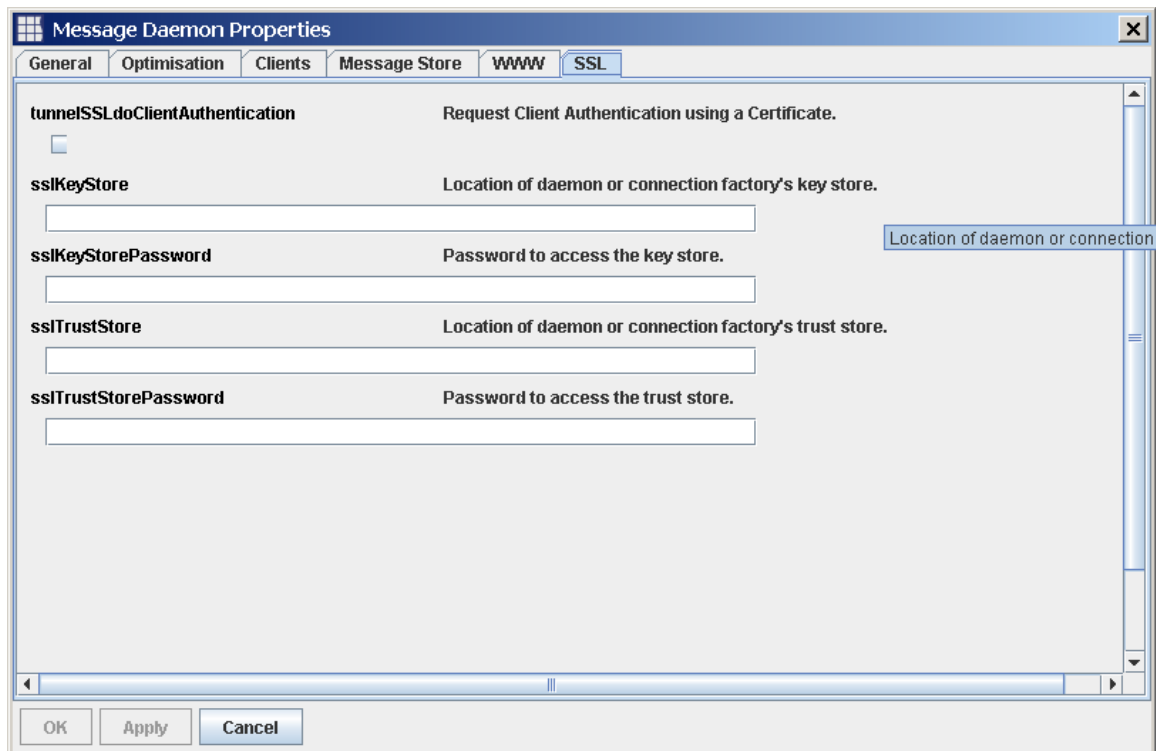 Message Daemon Properties
General Optimisation Clients Message Store WWW SSL
tunnelSSLdoClientAuthentication Request Client Authentication using a Certificate.
sslKeyStore Location of daemon or connection factory's key store.
Location of daemon or connection
sslKeyStorePassword Password to access the key store.
sslTrustStore Location of daemon or connection factory's trust store.
sslTrustStorePassword Password to access the trust store.
OK Apply Cancel